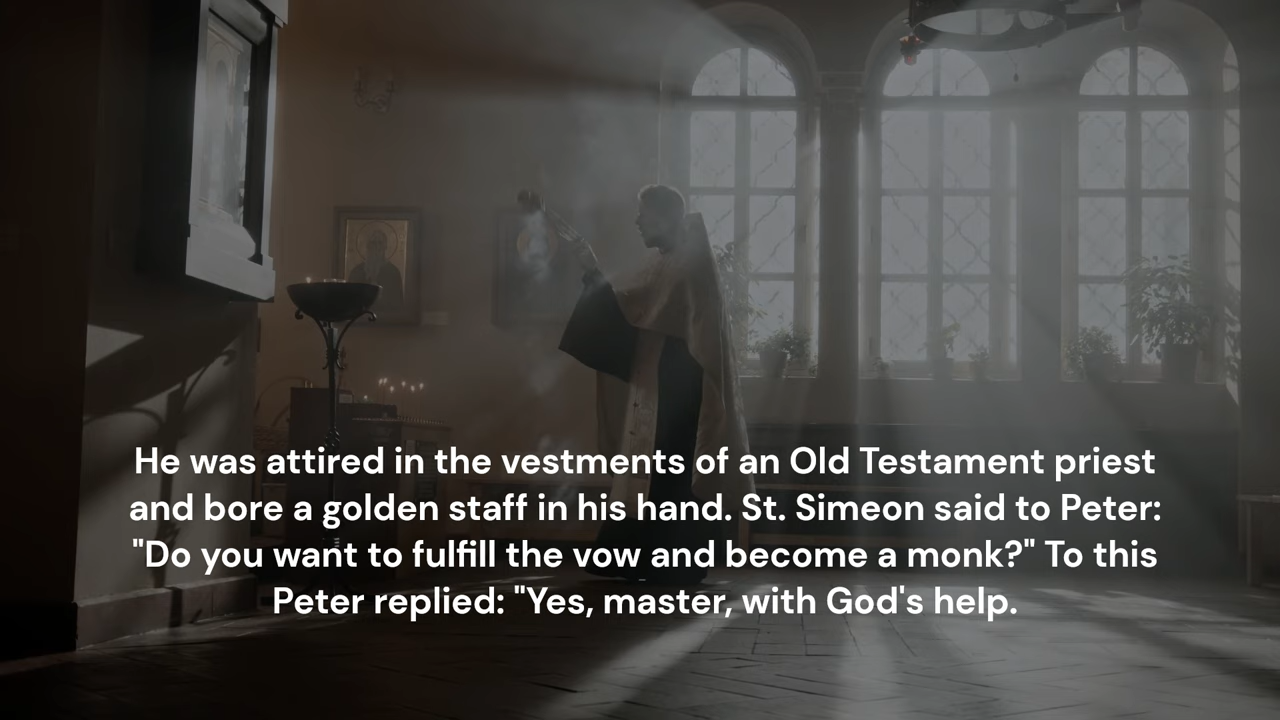 He was attired in the vestments of an Old Testament priest
and bore a golden staff in his hand. St. Simeon said to Peter:
"Do you want to fulfill the vow and become a monk?" To this
Peter replied: "Yes, master, with God's help.